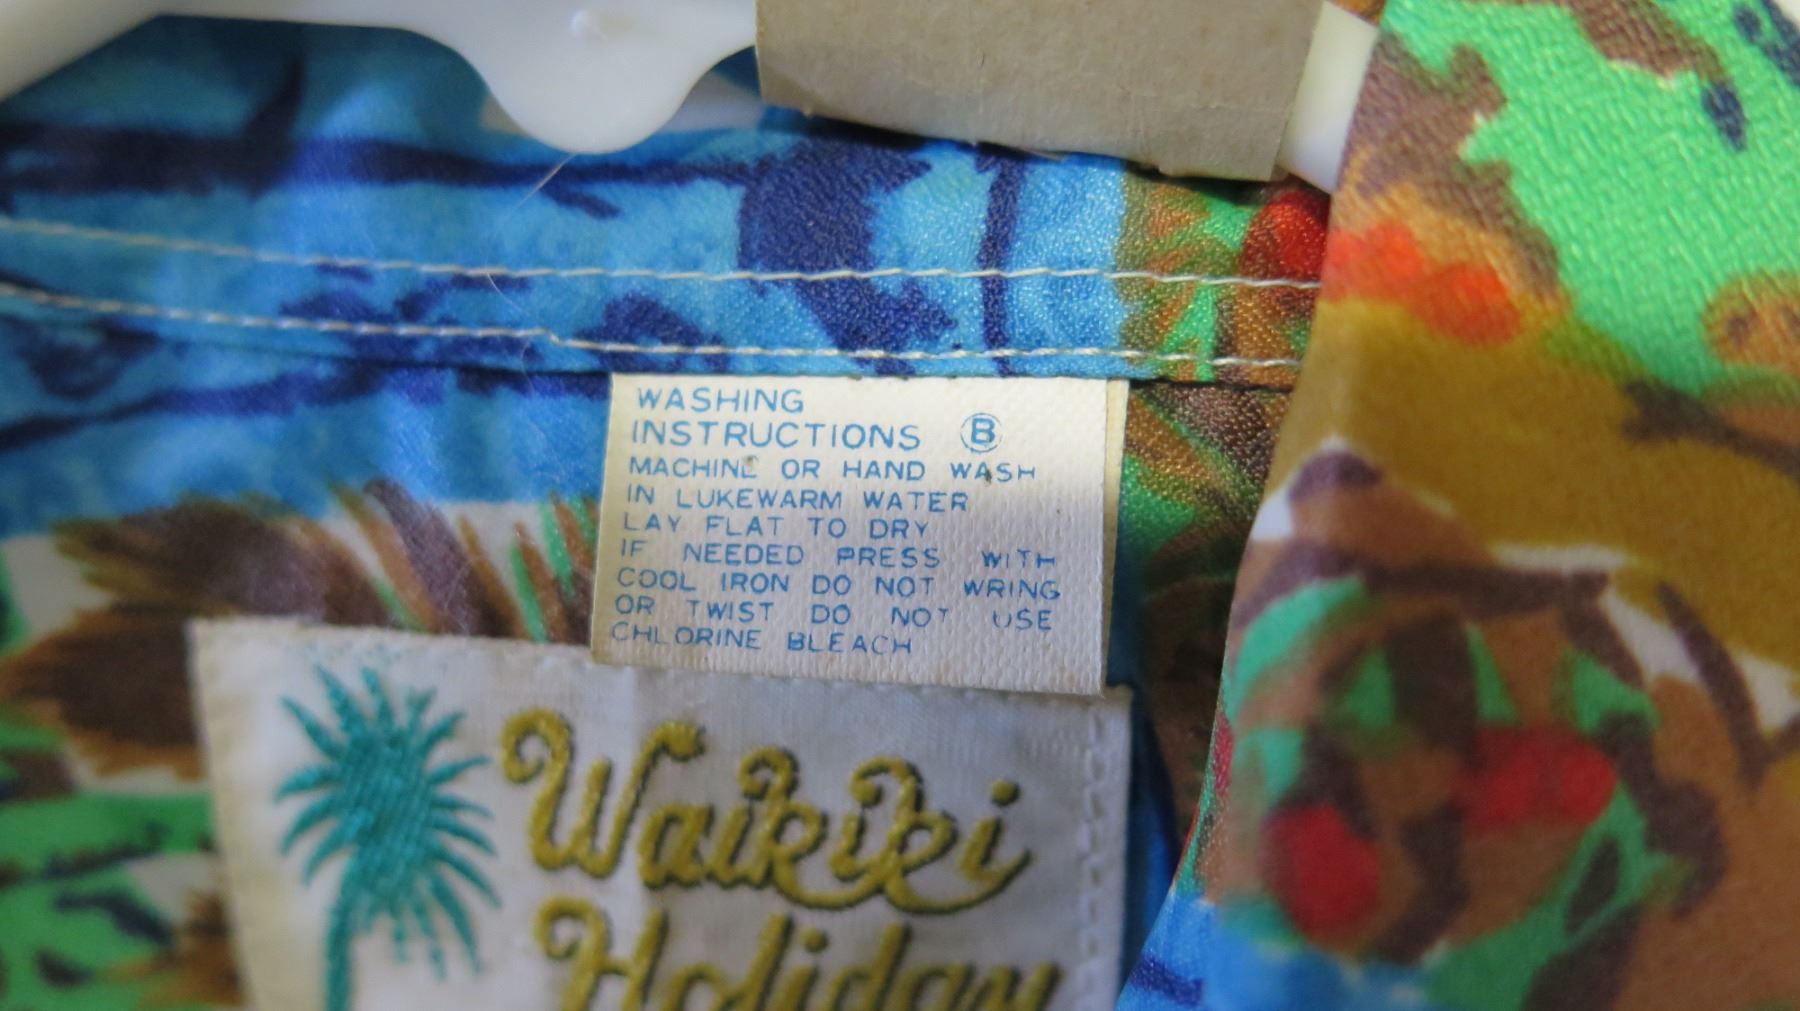 WASHING
INSTRUCTIONS Ⓑ
MACHINE OR HAND WASH
IN LUKEWARM WATER
LAY FLAT TO DRY
IF NEEDED PRESS WITH
COOL IRON DO NOT WRING
OR TWIST DO NOT USE
CHLORINE BLEACH
Waikiki
Holiday